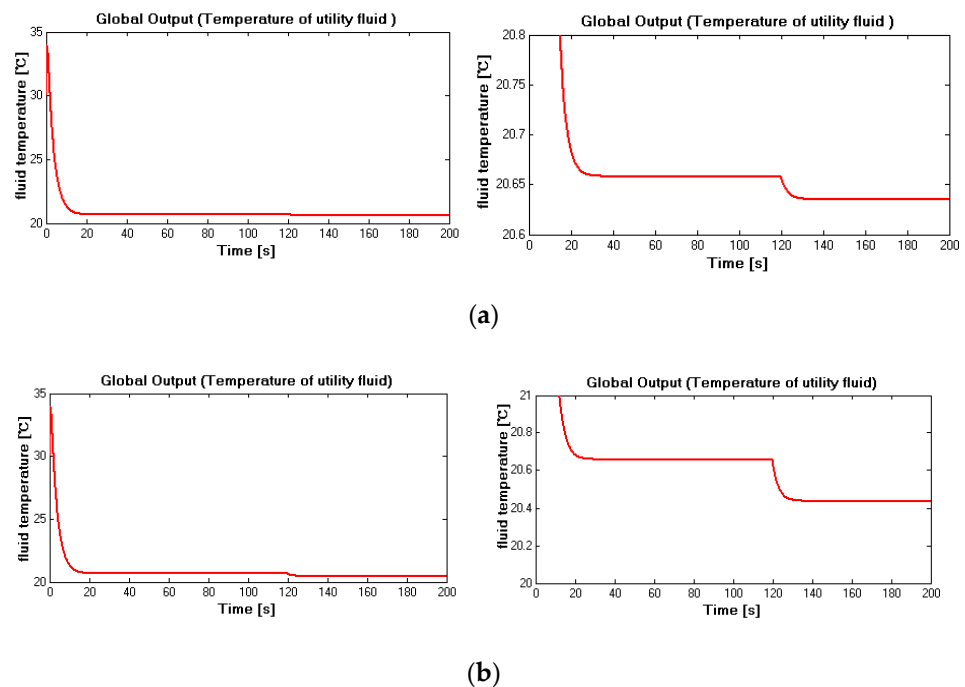 Global Output (Temperature of utility fluid )
fluid temperature [℃]
35
30
25
20
0 20 40 60 80 100 120 140 160 180 200
Time [s]
Global Output (Temperature of utility fluid )
fluid temperature [℃]
20.8
20.75
20.7
20.65
20.6
0 20 40 60 80 100 120 140 160 180 200
Time [s]
(a)
Global Output (Temperature of utility fluid)
fluid temperature [℃]
35
30
25
20
0 20 40 60 80 100 120 140 160 180 200
Time [s]
Global Output (Temperature of utility fluid)
fluid temperature [℃]
21
20.8
20.6
20.4
20.2
20
0 20 40 60 80 100 120 140 160 180 200
Time [s]
(b)